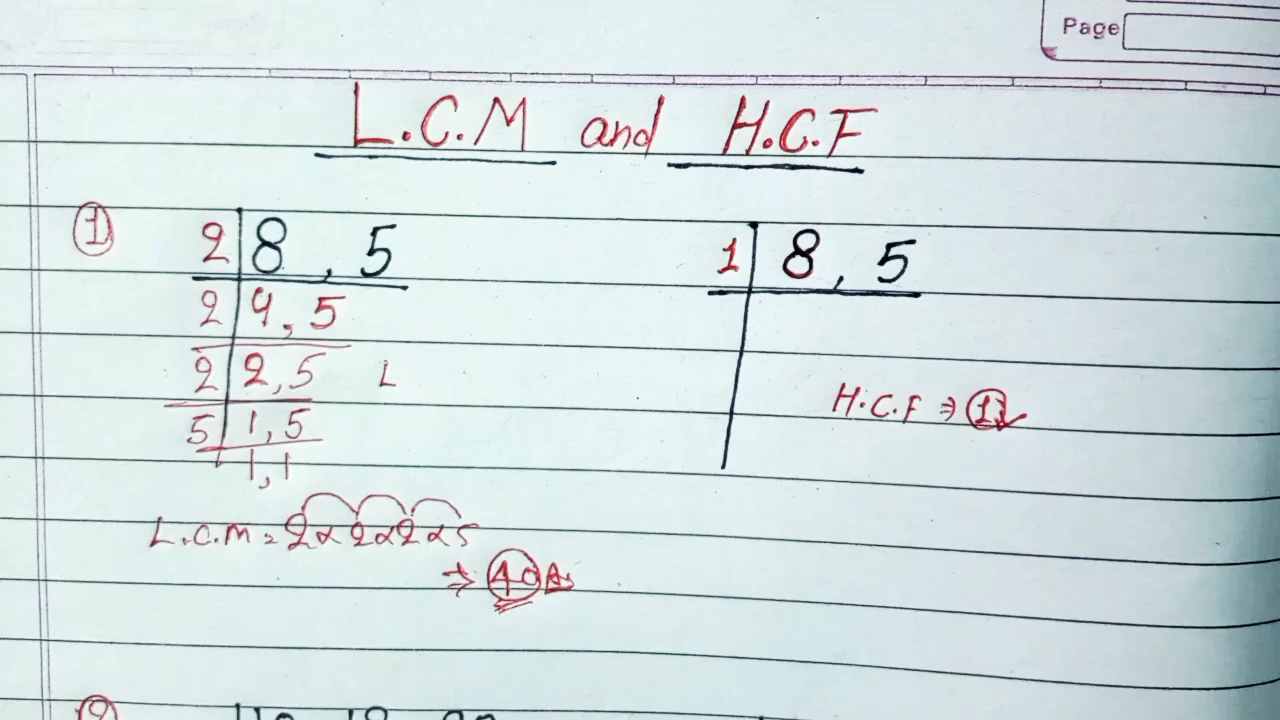 Page
L.C.M and H.C.F
① 2 8 , 5
2 4 , 5
2 2 , 5 L
5 1 , 5
1 , 1
L.C.M = 2 x 2 x 2 x 5
⇒ 40 As
1 8 , 5
H.C.F ⇒ 1